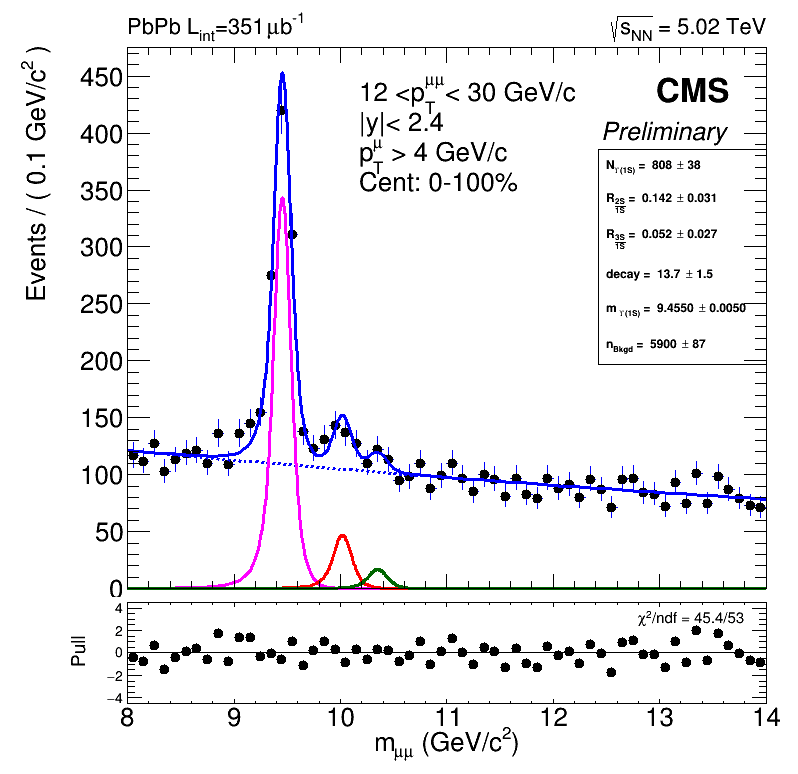 PbPb L_int=351 μb⁻¹
√s_NN = 5.02 TeV
Events / ( 0.1 GeV/c² )
450
400
350
300
250
200
150
100
50
0
12 <p_T^μμ< 30 GeV/c
|y|< 2.4
p_T^μ > 4 GeV/c
Cent: 0-100%
CMS
Preliminary
N_ϒ(1S) = 808 ± 38
R_2S/1S = 0.142 ± 0.031
R_3S/1S = 0.052 ± 0.027
decay = 13.7 ± 1.5
m_ϒ(1S) = 9.4550 ± 0.0050
n_Bkgd = 5900 ± 87
Pull
4
2
0
−2
−4
χ²/ndf = 45.4/53
8 9 10 11 12 13 14
m_μμ (GeV/c²)